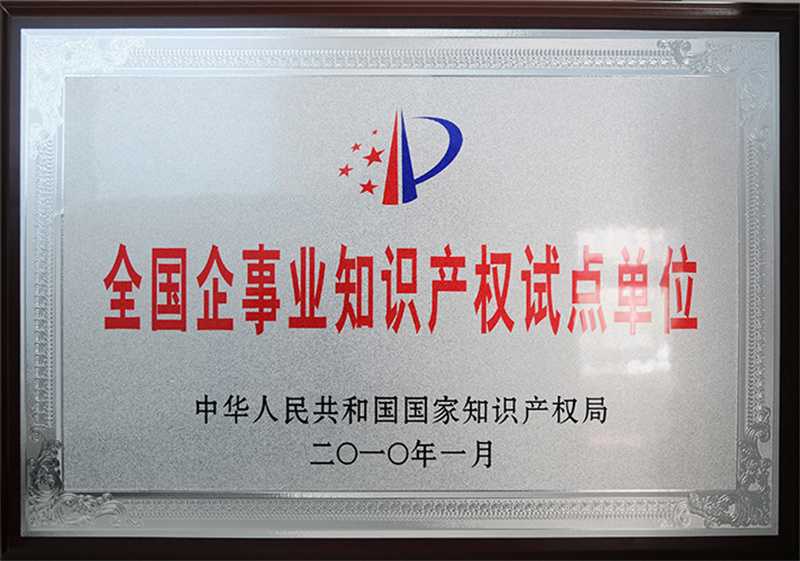 全国企事业知识产权试点单位
中华人民共和国国家知识产权局
二〇一〇年一月